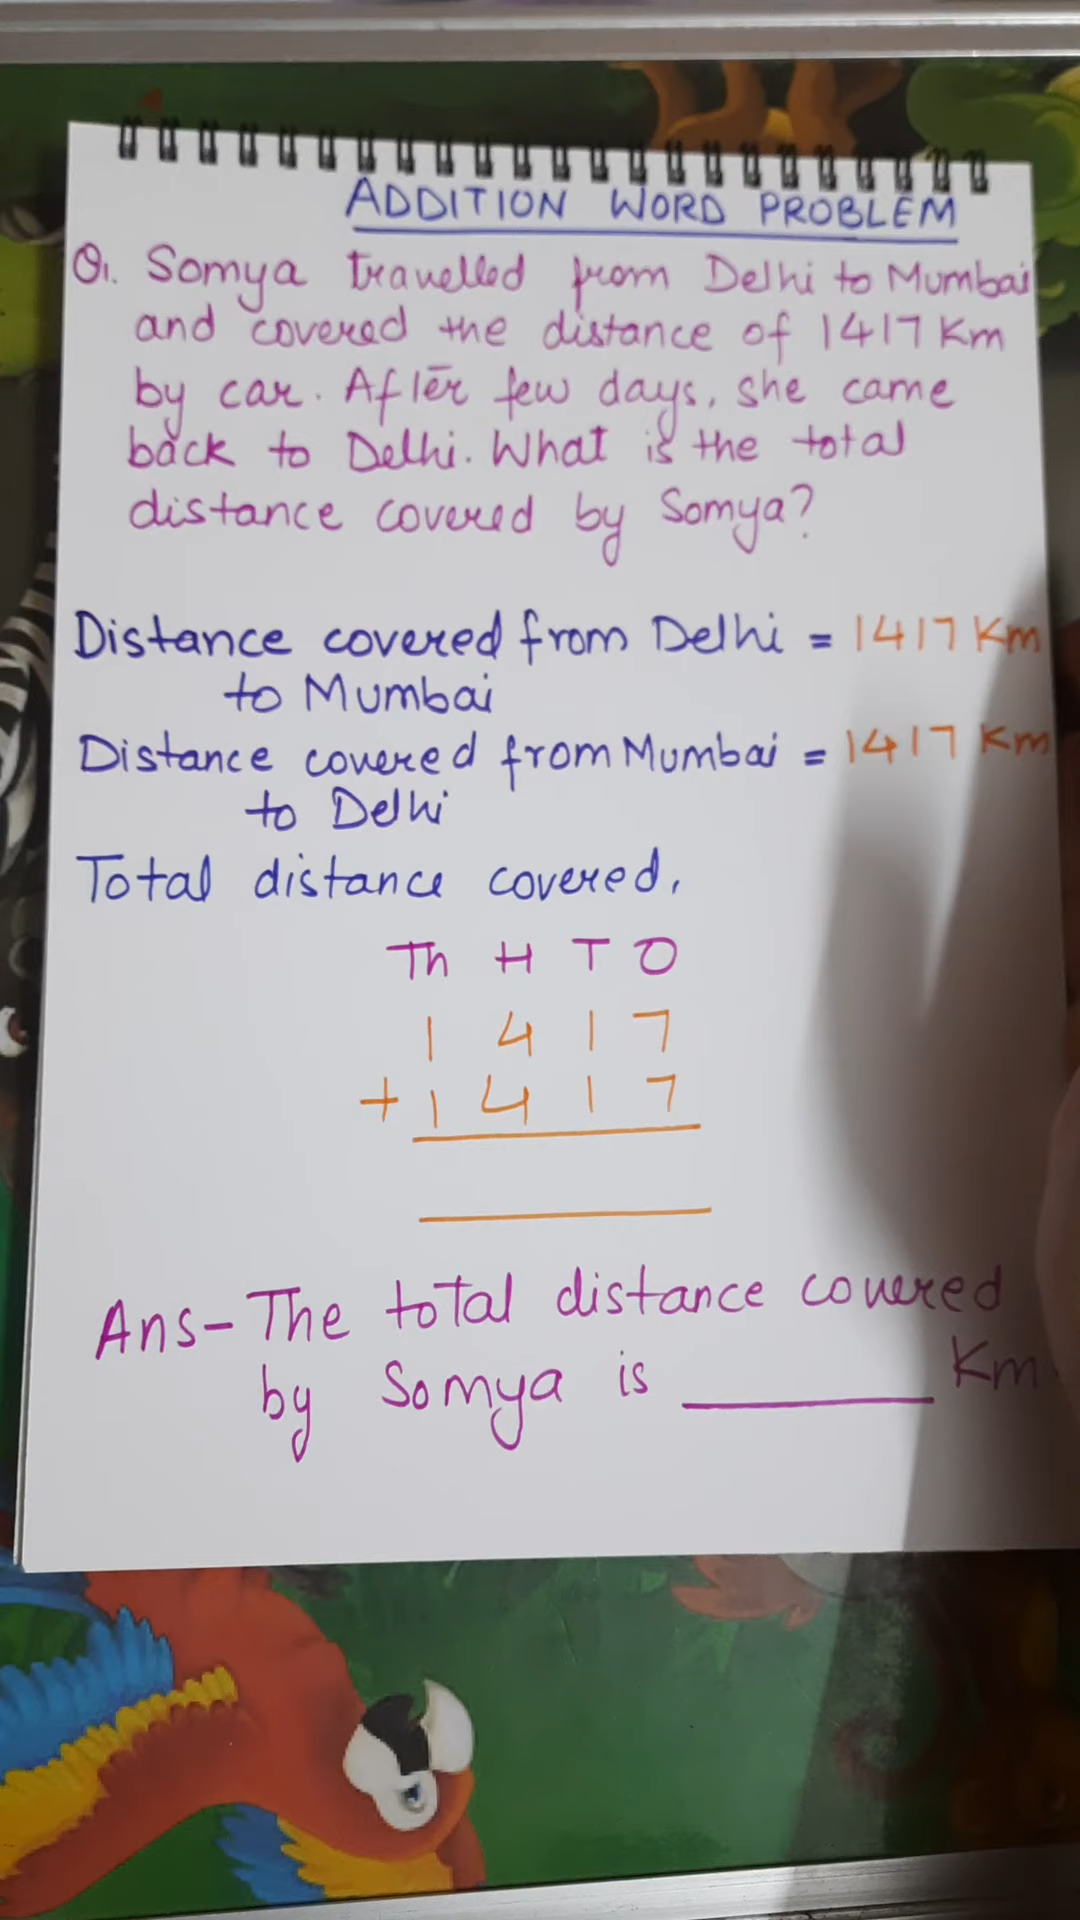 ADDITION WORD PROBLEM
Q1. Somya travelled from Delhi to Mumbai
and covered the distance of 1417 Km
by car. After few days, she came
back to Delhi. What is the total
distance covered by Somya?
Distance covered from Delhi = 1417 Km
to Mumbai
Distance covered from Mumbai = 1417 Km
to Delhi
Total distance covered,
Th H T O
1 4 1 7
+ 1 4 1 7
Ans- The total distance covered
by Somya is ________ Km.